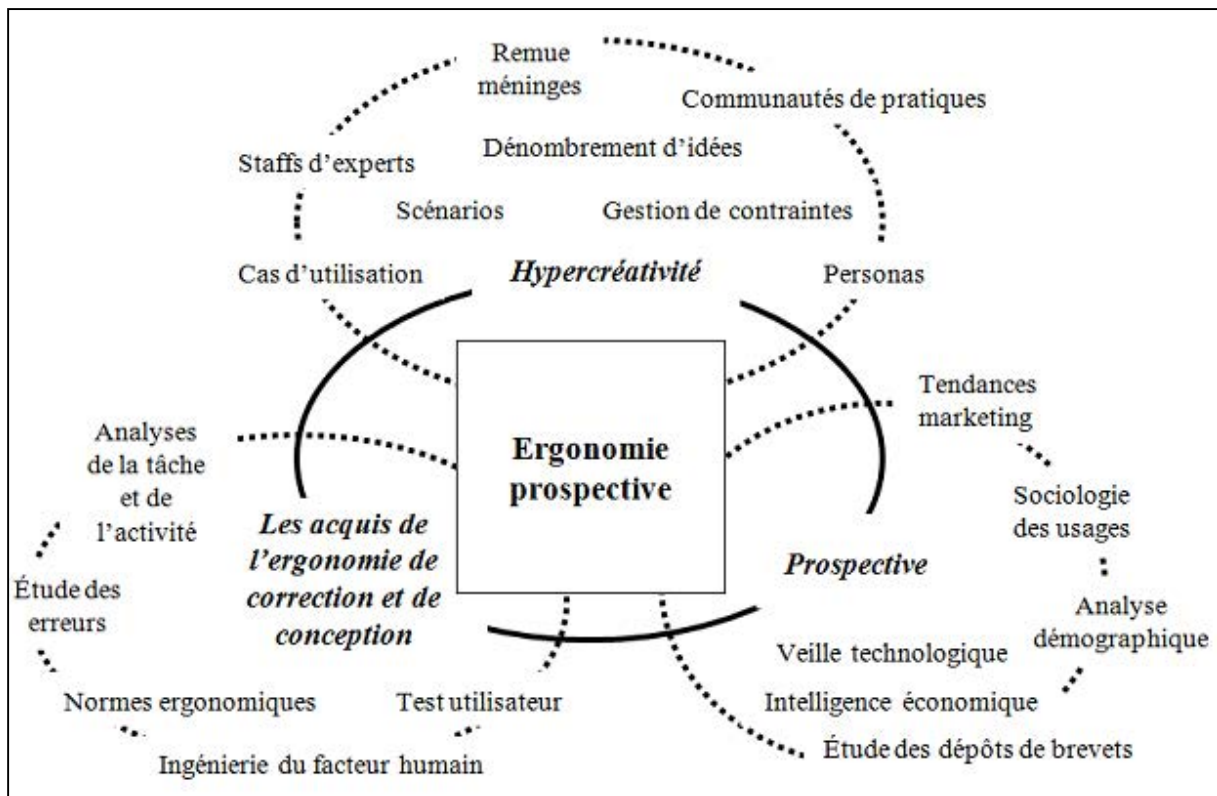 Remue
méninges
Communautés de pratiques
Dénombrement d’idées
Staffs d’experts
Scénarios
Gestion de contraintes
Cas d’utilisation
Hypercréativité
Personas
Tendances
marketing
Analyses
de la tâche
et de
l’activité
Ergonomie
prospective
Sociologie
des usages
Les acquis de
l’ergonomie de
correction et de
conception
Prospective
Étude des
erreurs
Analyse
démographique
Veille technologique
Normes ergonomiques
Test utilisateur
Intelligence économique
Étude des dépôts de brevets
Ingénierie du facteur humain